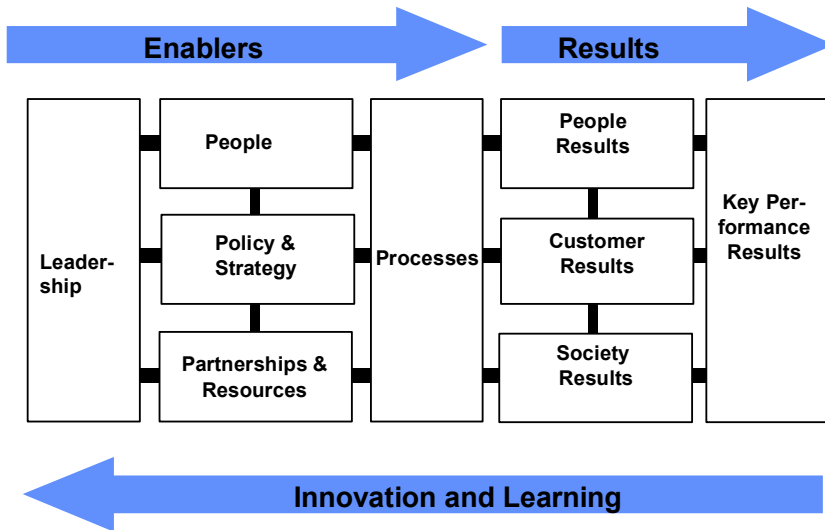 Enablers
Results
Leader-
ship
People
Policy &
Strategy
Partnerships &
Resources
Processes
People
Results
Customer
Results
Society
Results
Key Per-
formance
Results
Innovation and Learning